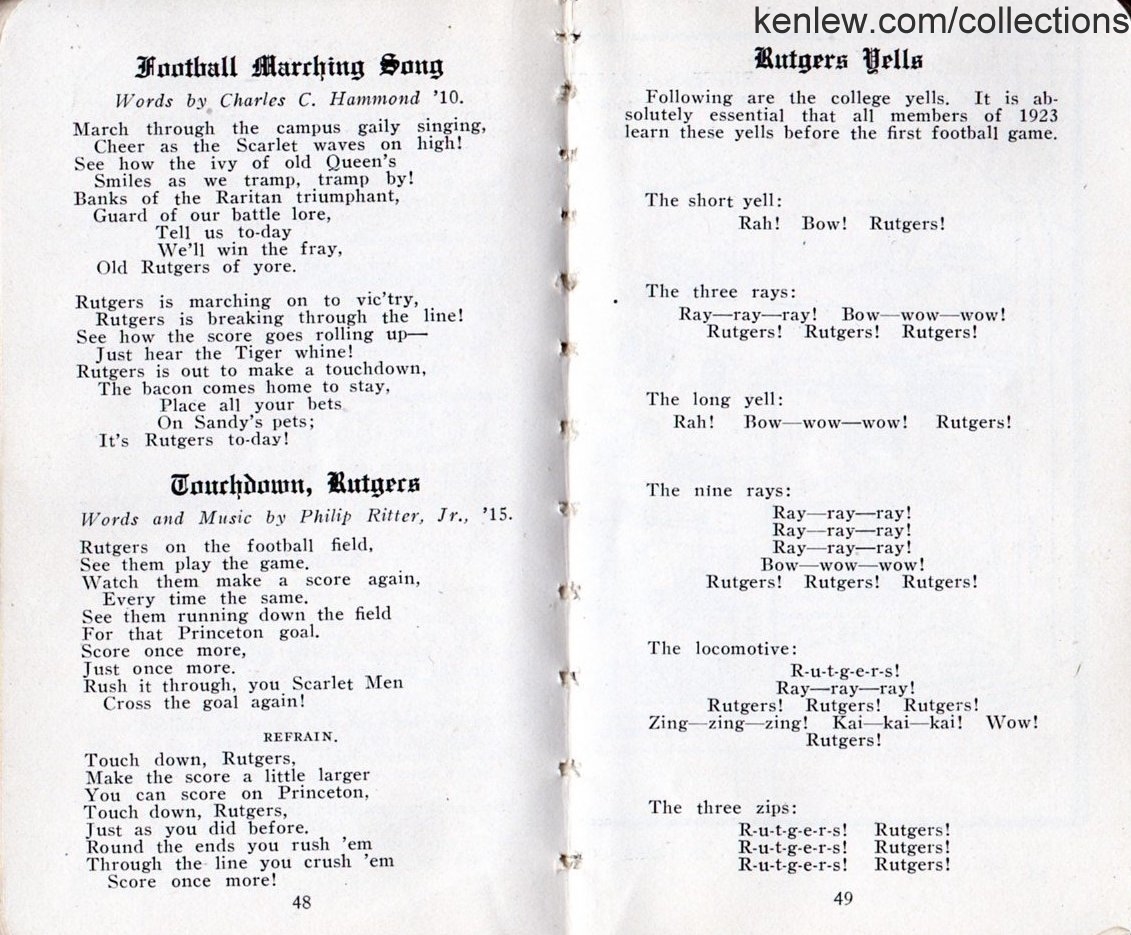 kenlew.com/collections
Football Marching Song
Words by Charles C. Hammond '10.
March through the campus gaily singing,
Cheer as the Scarlet waves on high!
See how the ivy of old Queen's
Smiles as we tramp, tramp by!
Banks of the Raritan triumphant,
Guard of our battle lore,
Tell us to-day
We'll win the fray,
Old Rutgers of yore.
Rutgers is marching on to vic'try,
Rutgers is breaking through the line!
See how the score goes rolling up—
Just hear the Tiger whine!
Rutgers is out to make a touchdown,
The bacon comes home to stay,
Place all your bets
On Sandy's pets;
It's Rutgers to-day!
Touchdown, Rutgers
Words and Music by Philip Ritter, Jr., '15.
Rutgers on the football field,
See them play the game.
Watch them make a score again,
Every time the same.
See them running down the field
For that Princeton goal.
Score once more,
Just once more.
Rush it through, you Scarlet Men
Cross the goal again!
REFRAIN.
Touch down, Rutgers,
Make the score a little larger
You can score on Princeton,
Touch down, Rutgers,
Just as you did before.
Round the ends you rush 'em
Through the line you crush 'em
Score once more!
48
Rutgers Yells
Following are the college yells. It is ab-
solutely essential that all members of 1923
learn these yells before the first football game.
The short yell:
Rah! Bow! Rutgers!
The three rays:
Ray—ray—ray! Bow—wow—wow!
Rutgers! Rutgers! Rutgers!
The long yell:
Rah! Bow—wow—wow! Rutgers!
The nine rays:
Ray—ray—ray!
Ray—ray—ray!
Ray—ray—ray!
Bow—wow—wow!
Rutgers! Rutgers! Rutgers!
The locomotive:
R-u-t-g-e-r-s!
Ray—ray—ray!
Rutgers! Rutgers! Rutgers!
Zing—zing—zing! Kai—kai—kai! Wow!
Rutgers!
The three zips:
R-u-t-g-e-r-s! Rutgers!
R-u-t-g-e-r-s! Rutgers!
R-u-t-g-e-r-s! Rutgers!
49